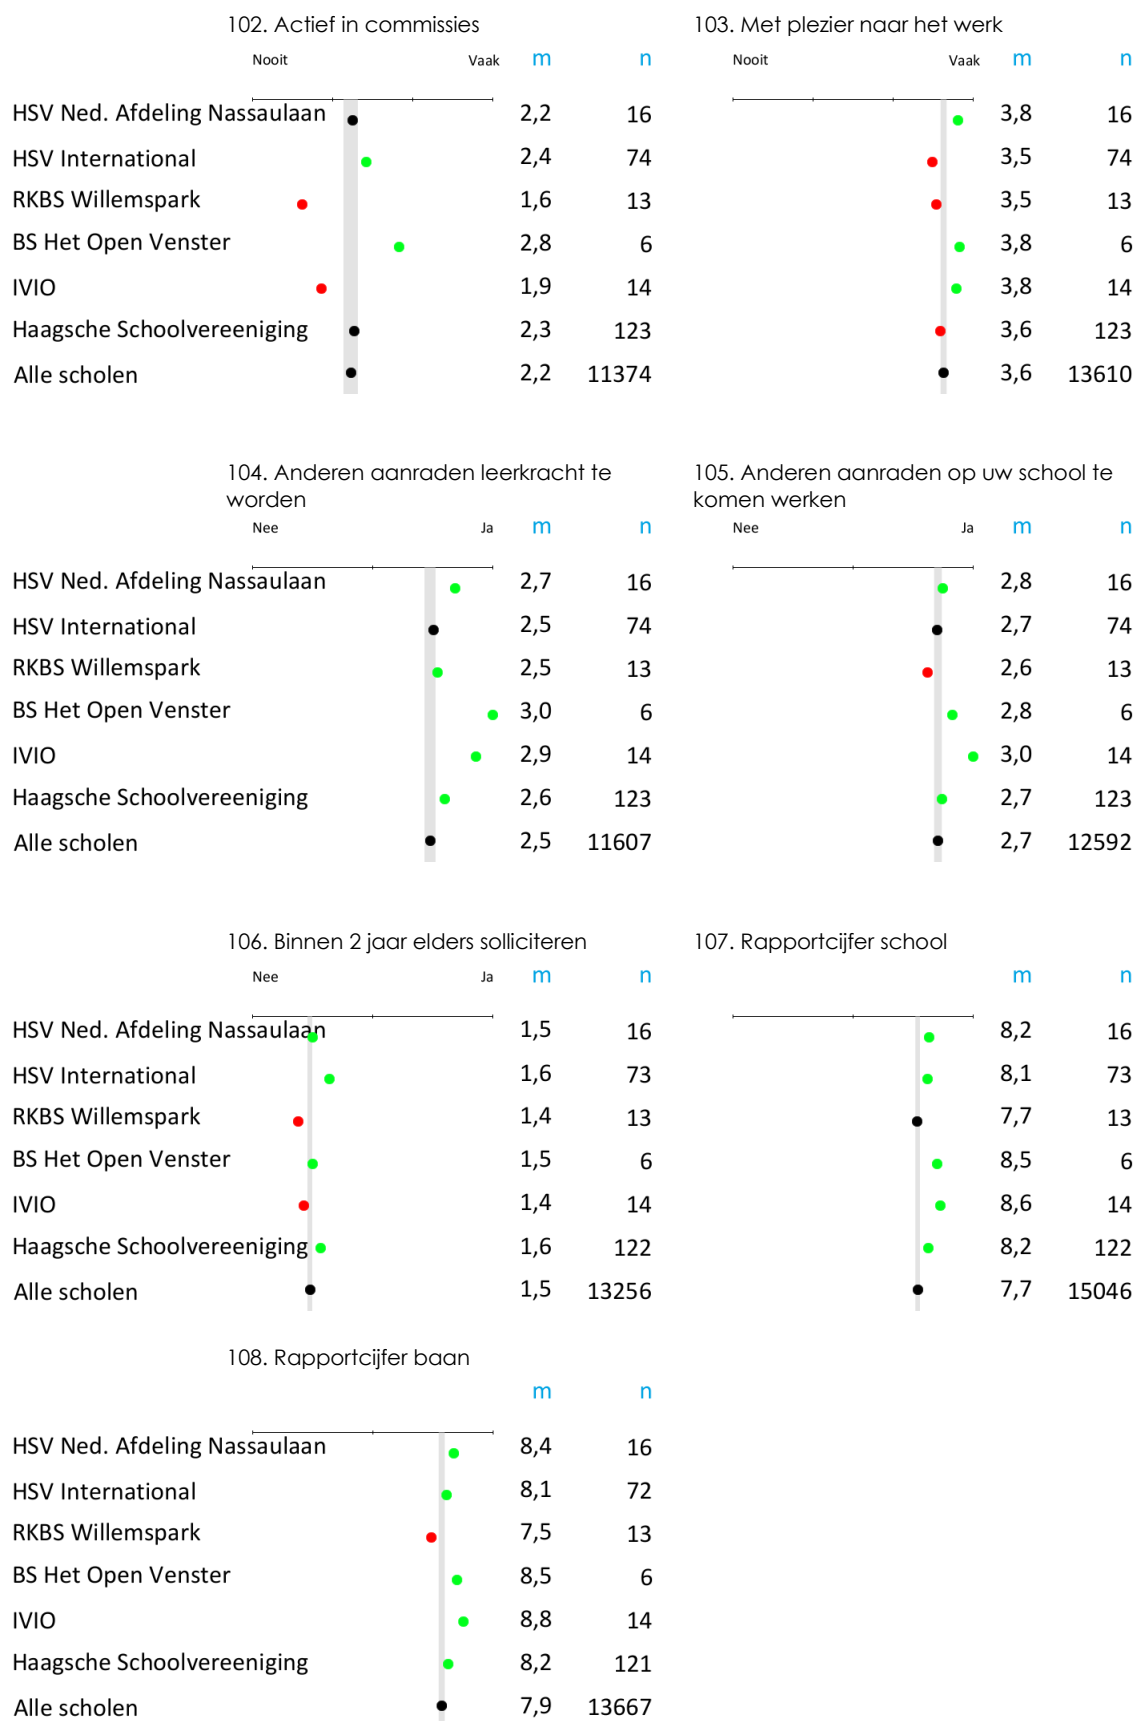 102. Actief in commissies
Nooit Vaak m n
HSV Ned. Afdeling Nassaulaan 2,2 16
HSV International 2,4 74
RKBS Willemspark 1,6 13
BS Het Open Venster 2,8 6
IVIO 1,9 14
Haagsche Schoolvereeniging 2,3 123
Alle scholen 2,2 11374
103. Met plezier naar het werk
Nooit Vaak m n
3,8 16
3,5 74
3,5 13
3,8 6
3,8 14
3,6 123
3,6 13610
104. Anderen aanraden leerkracht te
worden
Nee Ja m n
HSV Ned. Afdeling Nassaulaan 2,7 16
HSV International 2,5 74
RKBS Willemspark 2,5 13
BS Het Open Venster 3,0 6
IVIO 2,9 14
Haagsche Schoolvereeniging 2,6 123
Alle scholen 2,5 11607
105. Anderen aanraden op uw school te
komen werken
Nee Ja m n
2,8 16
2,7 74
2,6 13
2,8 6
3,0 14
2,7 123
2,7 12592
106. Binnen 2 jaar elders solliciteren
Nee Ja m n
HSV Ned. Afdeling Nassaulaan 1,5 16
HSV International 1,6 73
RKBS Willemspark 1,4 13
BS Het Open Venster 1,5 6
IVIO 1,4 14
Haagsche Schoolvereeniging 1,6 122
Alle scholen 1,5 13256
107. Rapportcijfer school
m n
8,2 16
8,1 73
7,7 13
8,5 6
8,6 14
8,2 122
7,7 15046
108. Rapportcijfer baan
m n
HSV Ned. Afdeling Nassaulaan 8,4 16
HSV International 8,1 72
RKBS Willemspark 7,5 13
BS Het Open Venster 8,5 6
IVIO 8,8 14
Haagsche Schoolvereeniging 8,2 121
Alle scholen 7,9 13667